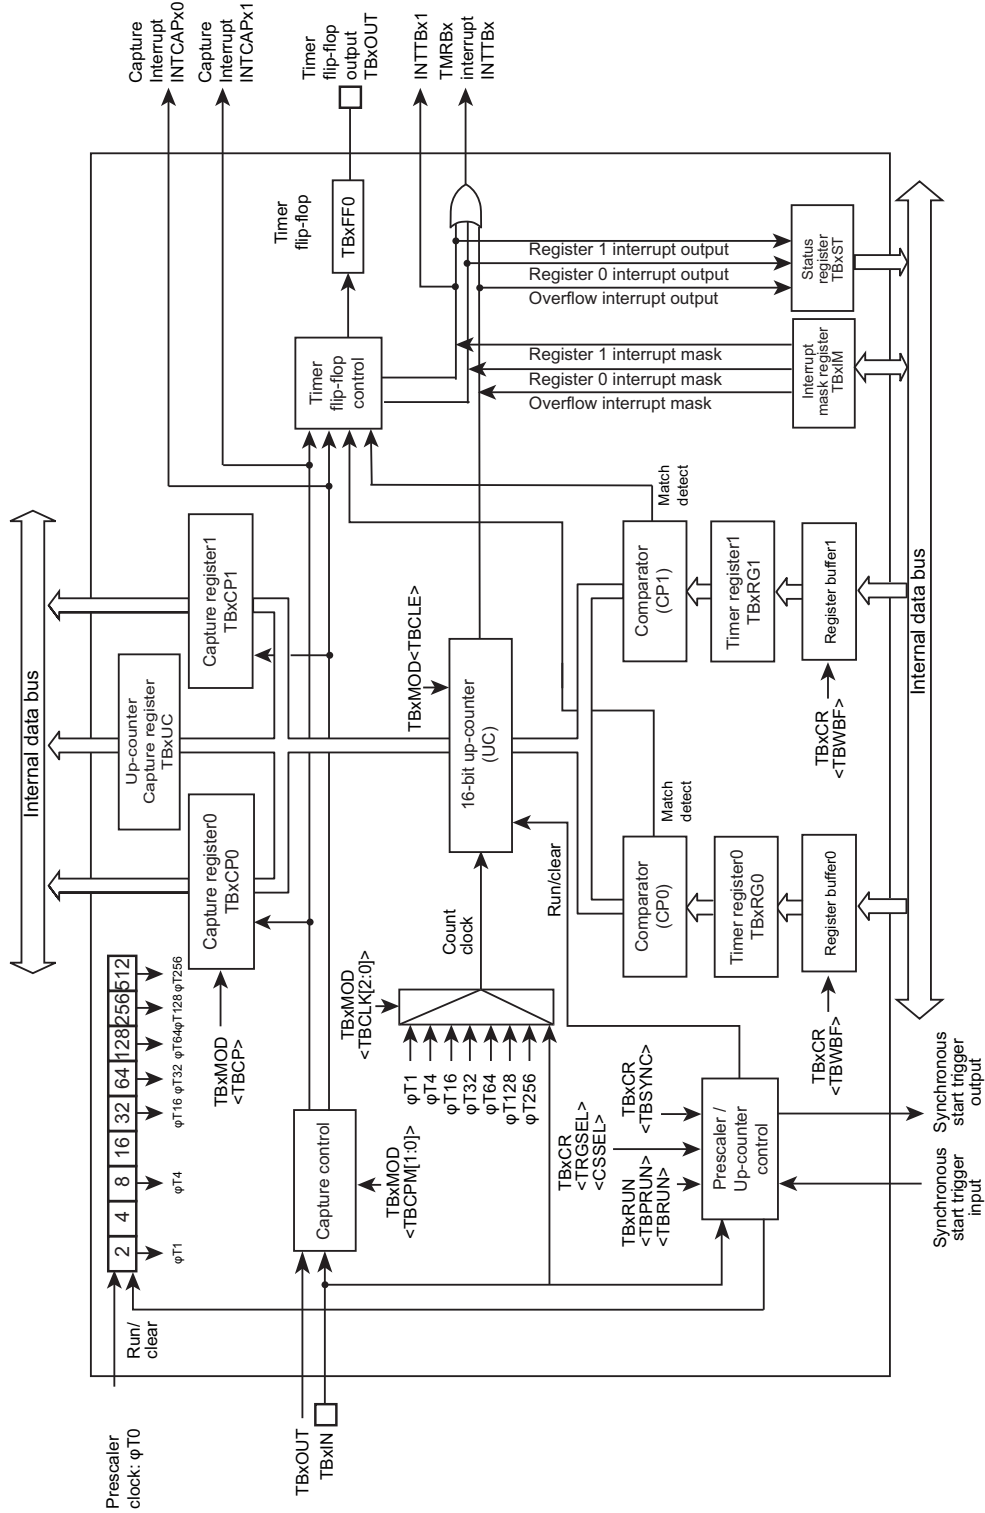 Prescaler
clock: φT0
Run/
clear
2
4
8
16
32
64
128
256
512
φT1
φT4
φT16
φT32
φT64
φT128
φT256
Internal data bus
TBxMOD
<TBCP>
Capture register0
TBxCP0
Up-counter
Capture register
TBxUC
Capture register1
TBxCP1
Capture
Interrupt
INTCAPx0
Capture
Interrupt
INTCAPx1
TBxOUT
TBxIN
Capture control
TBxMOD
<TBCPM[1:0]>
TBxMOD
<TBCLK[2:0]>
φT1
φT4
φT16
φT32
φT64
φT128
φT256
Count
clock
16-bit up-counter
(UC)
TBxMOD<TBCLE>
Run/clear
Timer
flip-flop
control
Timer
flip-flop
TBxFF0
Timer
flip-flop
output
TBxOUT
INTTBx1
TMRBx
interrupt
INTTBx
Register 1 interrupt output
Register 0 interrupt output
Overflow interrupt output
Register 1 interrupt mask
Register 0 interrupt mask
Overflow interrupt mask
Status
register
TBxST
Interrupt
mask register
TBxIM
TBxCR
<TBSYNC>
TBxCR
<TRGSEL>
<CSSEL>
TBxRUN
<TBPRUN>
<TBRUN>
Prescaler /
Up-counter
control
Match
detect
Comparator
(CP0)
Timer register0
TBxRG0
Register buffer0
TBxCR
<TBWBF>
Match
detect
Comparator
(CP1)
Timer register1
TBxRG1
Register buffer1
TBxCR
<TBWBF>
Internal data bus
Synchronous
start trigger
input
Synchronous
start trigger
output